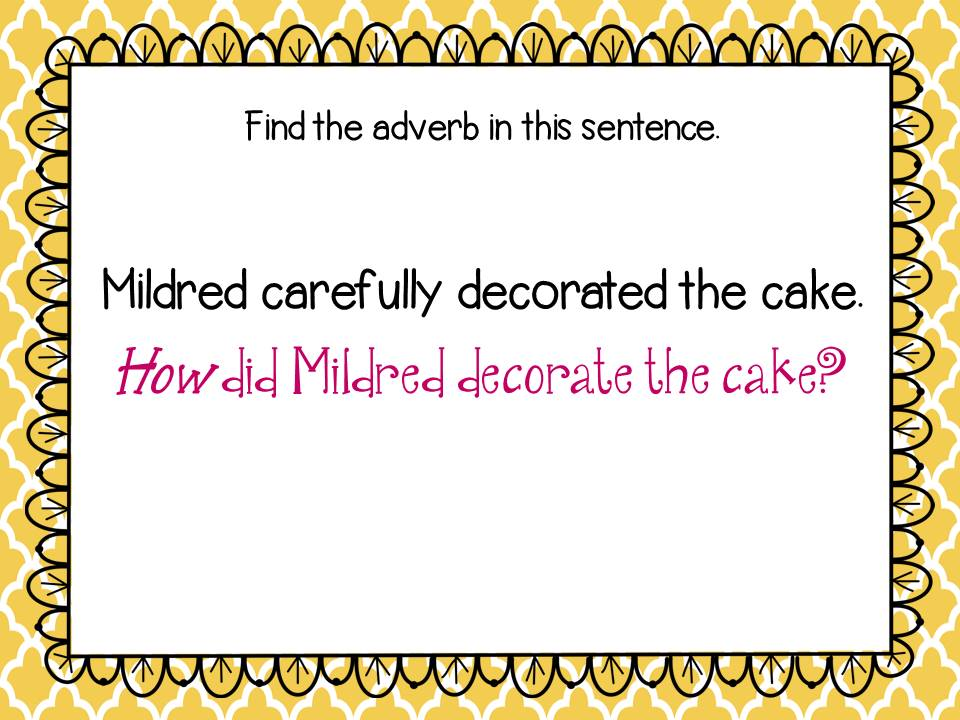 Find the adverb in this sentence.
Mildred carefully decorated the cake.
How did Mildred decorate the cake?